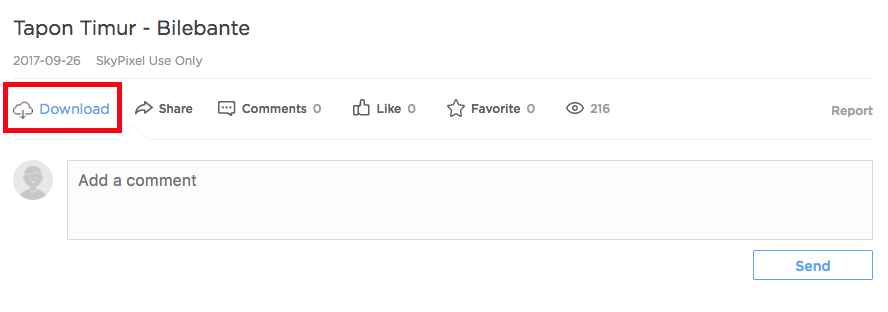 Tapon Timur - Bilebante
2017-09-26 SkyPixel Use Only
Download Share Comments 0 Like 0 Favorite 0 216 Report
Add a comment
Send